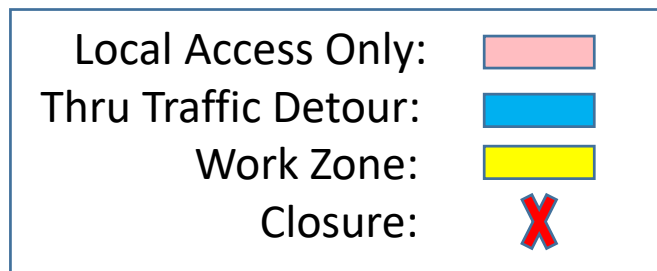 Local Access Only:
Thru Traffic Detour:
Work Zone:
Closure: